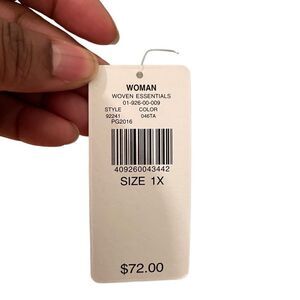 WOMAN
WOVEN ESSENTIALS
01-926-00-009
STYLE COLOR
92241 046TA
PG2016
409260043442
SIZE 1X
$72.00